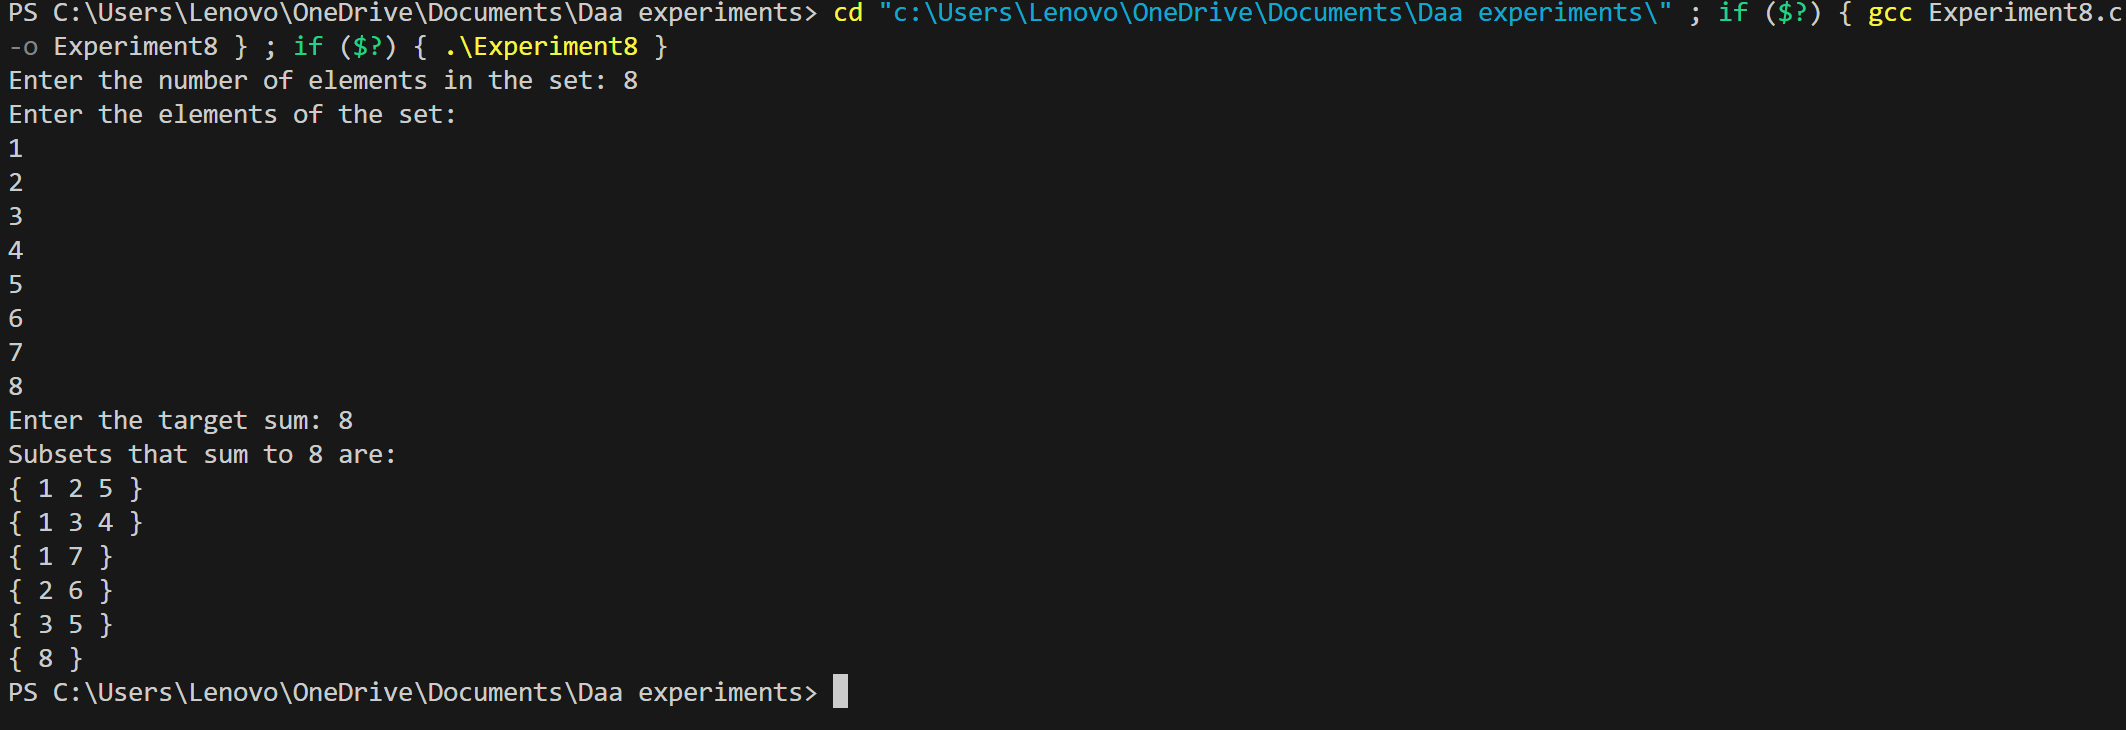 PS C:\Users\Lenovo\OneDrive\Documents\Daa experiments> cd "c:\Users\Lenovo\OneDrive\Documents\Daa experiments\" ; if ($?) { gcc Experiment8.c
-o Experiment8 } ; if ($?) { .\Experiment8 }
Enter the number of elements in the set: 8
Enter the elements of the set:
1
2
3
4
5
6
7
8
Enter the target sum: 8
Subsets that sum to 8 are:
{ 1 2 5 }
{ 1 3 4 }
{ 1 7 }
{ 2 6 }
{ 3 5 }
{ 8 }
PS C:\Users\Lenovo\OneDrive\Documents\Daa experiments>